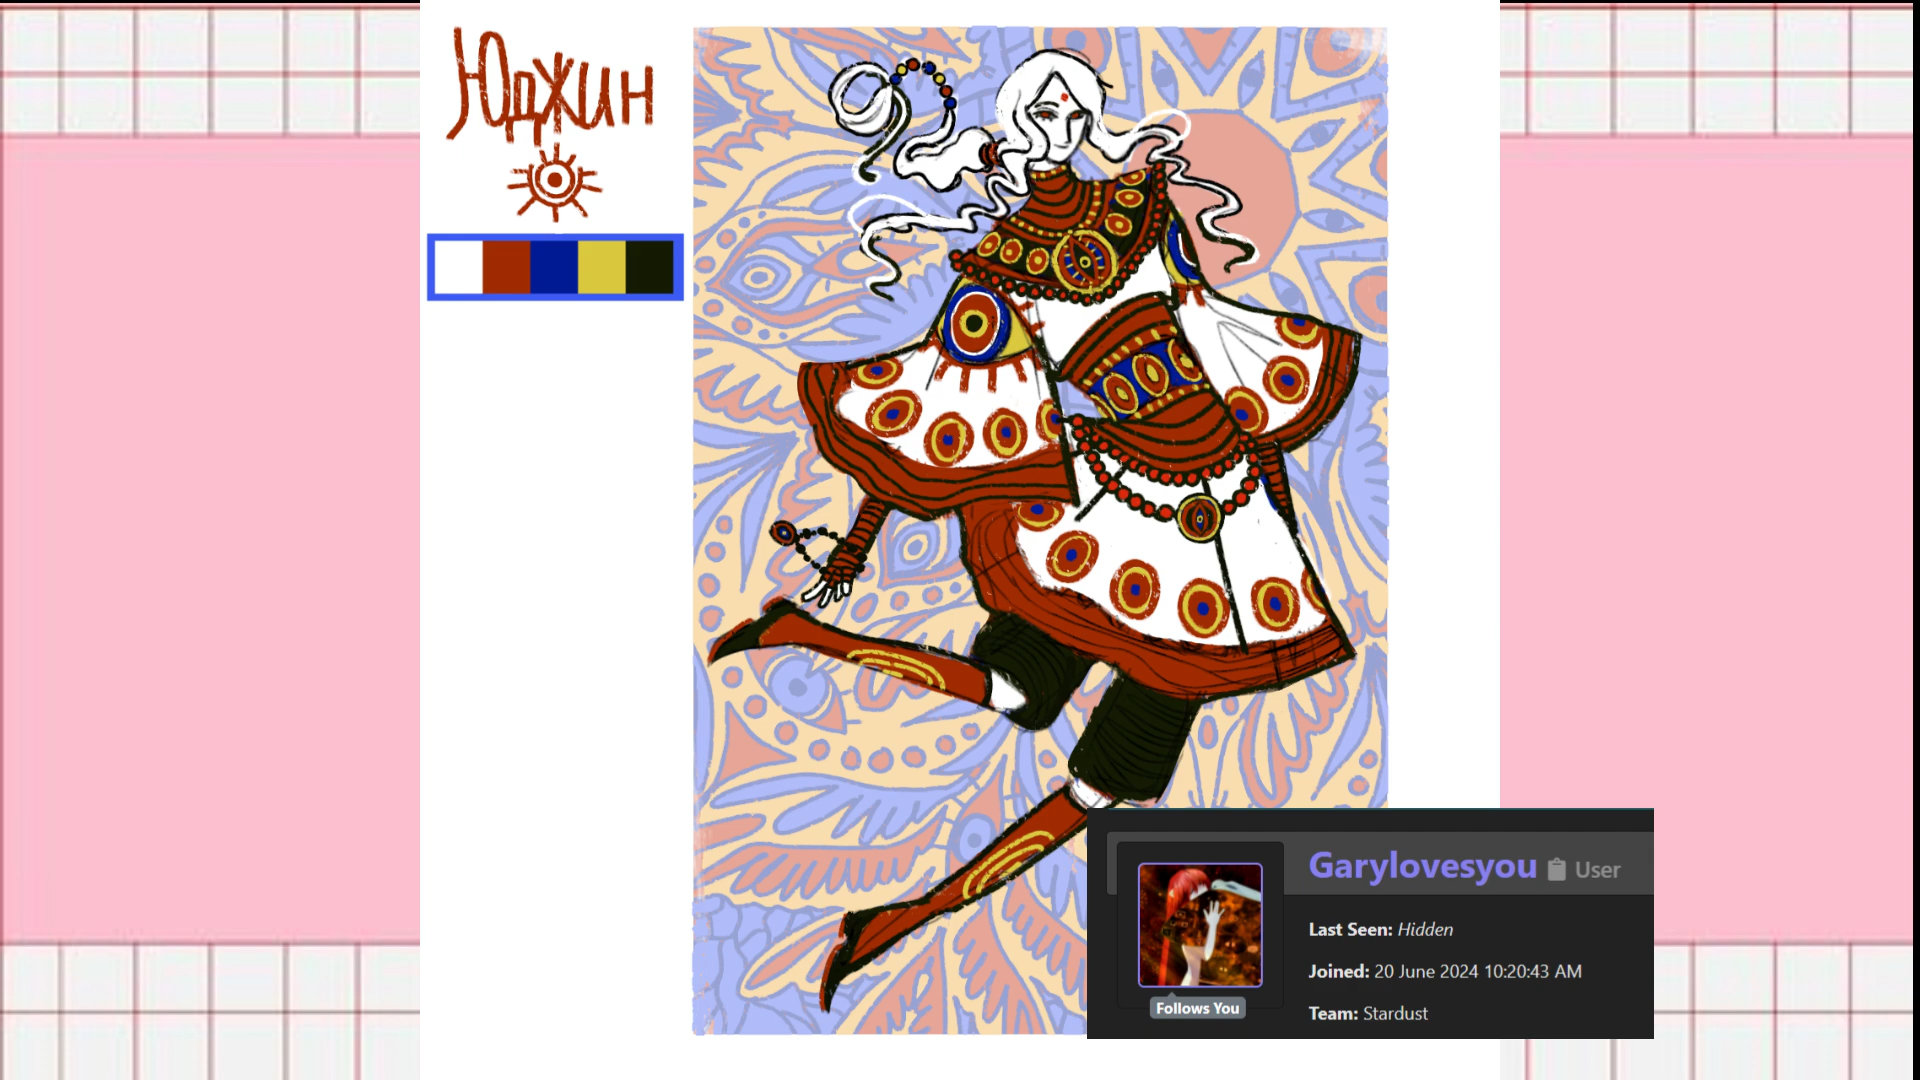 Юджин
Garylovesyou User
Last Seen: Hidden
Joined: 20 June 2024 10:20:43 AM
Follows You
Team: Stardust